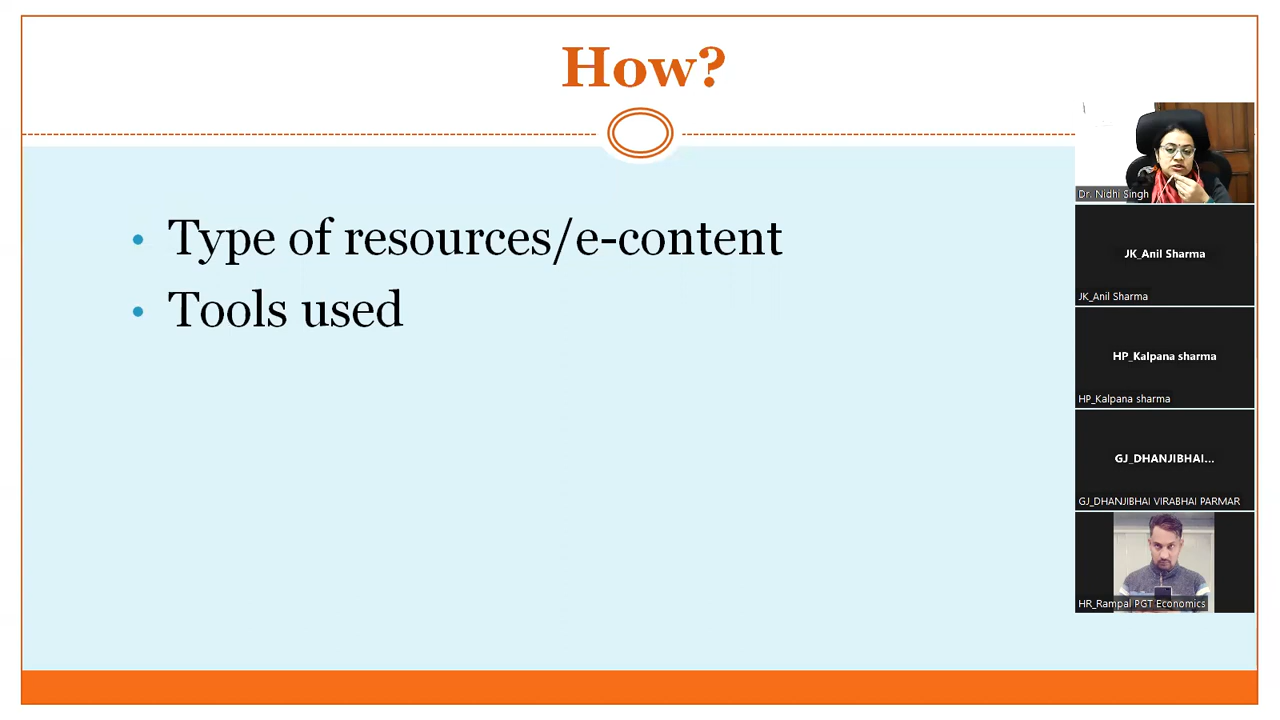 How?
• Type of resources/e-content
• Tools used
Dr. Nidhi Singh
JK_Anil Sharma
JK_Anil Sharma
HP_Kalpana sharma
HP_Kalpana sharma
GJ_DHANJIBHAI...
GJ_DHANJIBHAI VIRABHAI PARMAR
HR_Rampal PGT Economics